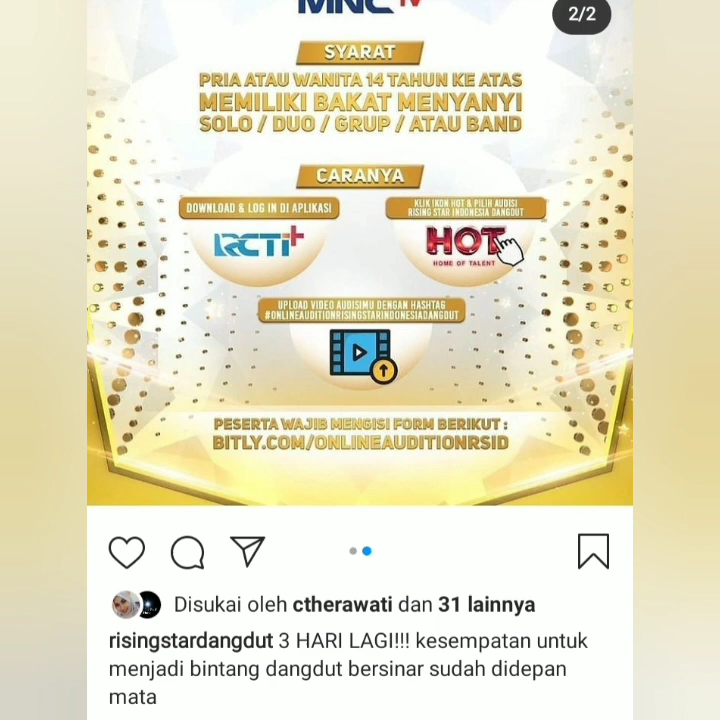 MNC TV
2/2
SYARAT
PRIA ATAU WANITA 14 TAHUN KE ATAS
MEMILIKI BAKAT MENYANYI
SOLO / DUO / GRUP / ATAU BAND
CARANYA
DOWNLOAD & LOG IN DI APLIKASI
KLIK IKON HOT & PILIH AUDISI
RISING STAR INDONESIA DANGDUT
RCTI+
HOT
HOME OF TALENT
UPLOAD VIDEO AUDISIMU DENGAN HASHTAG
#ONLINEAUDITIONRISINGSTARINDONESIADANGDUT
PESERTA WAJIB MENGISI FORM BERIKUT :
BITLY.COM/ONLINEAUDITIONRSID
Disukai oleh ctherawati dan 31 lainnya
risingstardangdut 3 HARI LAGI!!! kesempatan untuk
menjadi bintang dangdut bersinar sudah didepan
mata